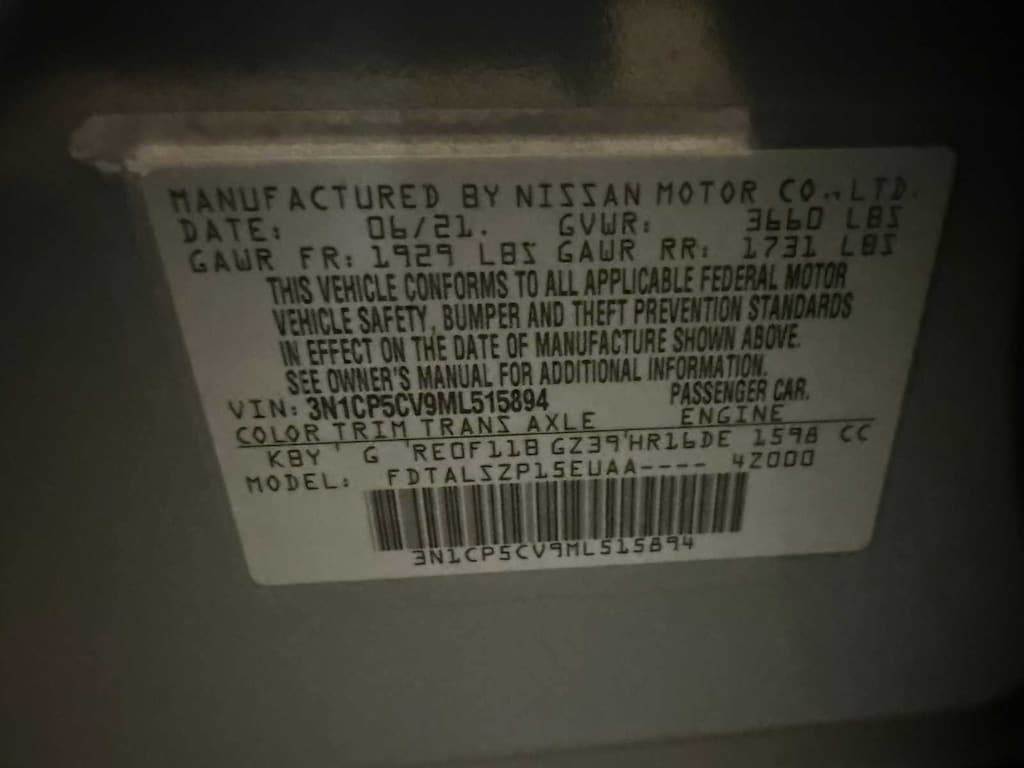 MANUFACTURED BY NISSAN MOTOR CO., LTD.
DATE: 06/21. GVWR: 3660 LBS
GAWR FR: 1929 LBS GAWR RR: 1731 LBS
THIS VEHICLE CONFORMS TO ALL APPLICABLE FEDERAL MOTOR
VEHICLE SAFETY, BUMPER AND THEFT PREVENTION STANDARDS
IN EFFECT ON THE DATE OF MANUFACTURE SHOWN ABOVE.
SEE OWNER'S MANUAL FOR ADDITIONAL INFORMATION.
VIN: 3N1CP5CV9ML515894 PASSENGER CAR.
COLOR TRIM TRANS AXLE ENGINE
KBY G RE0F11B GZ39 HR16DE 1598 CC
MODEL: FDTALSZP15EUAA---- 4Z000
3N1CP5CV9ML515894